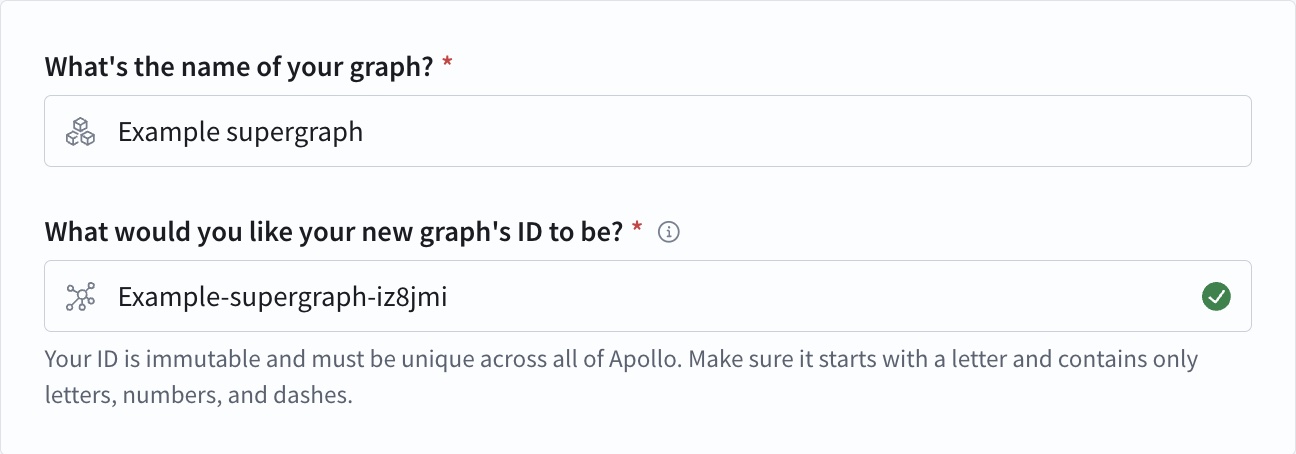 What's the name of your graph? *
Example supergraph
What would you like your new graph's ID to be? *
Example-supergraph-iz8jmi
Your ID is immutable and must be unique across all of Apollo. Make sure it starts with a letter and contains only
letters, numbers, and dashes.